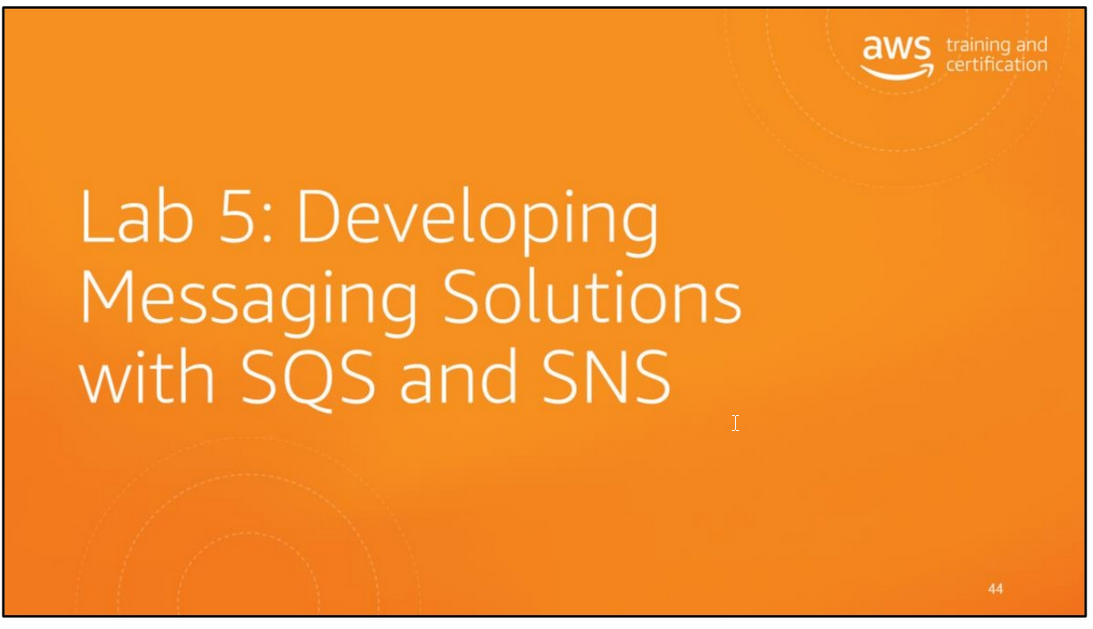 aws training and
certification
Lab 5: Developing
Messaging Solutions
with SQS and SNS
44